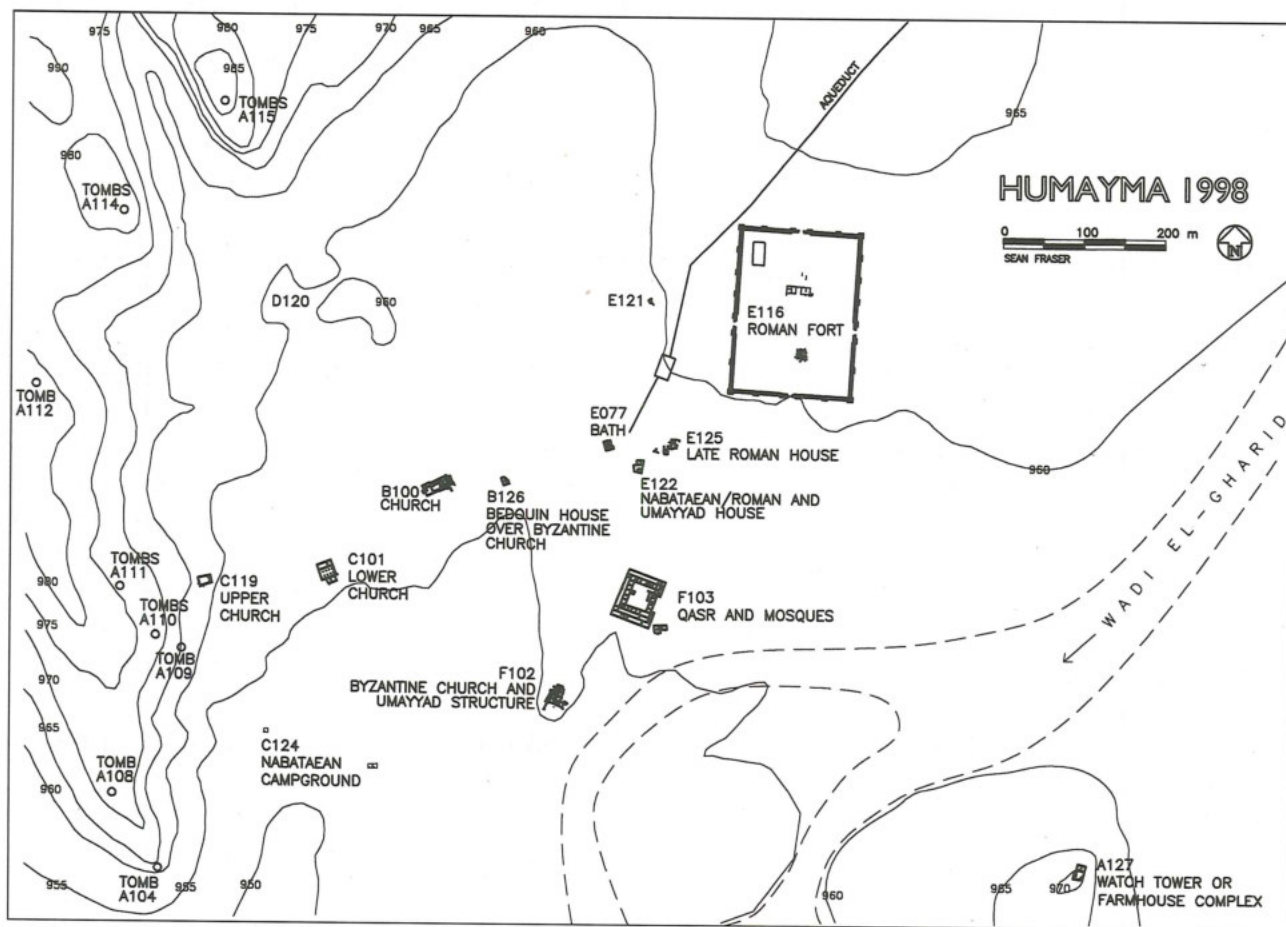 980
975
970
965
960
975
990
985
TOMBS
A115
AQUEDUCT
965
980
TOMBS
A114
HUMAYMA 1998
0 100 200 m
SEAN FRASER
N
D120
960
E121
E116
ROMAN FORT
TOMB
A112
E077
BATH
E125
LATE ROMAN HOUSE
960
WADI EL-GHARID
B100
CHURCH
B126
BEDOUIN HOUSE
OVER BYZANTINE
CHURCH
E122
NABATAEAN/ROMAN AND
UMAYYAD HOUSE
980
TOMBS
A111
C119
UPPER
CHURCH
C101
LOWER
CHURCH
F103
QASR AND MOSQUES
975
TOMBS
A110
TOMB
A109
970
F102
BYZANTINE CHURCH AND
UMAYYAD STRUCTURE
965
C124
NABATAEAN
CAMPGROUND
TOMB
A108
960
955
TOMB
A104
955
950
960
965
970
A127
WATCH TOWER OR
FARMHOUSE COMPLEX